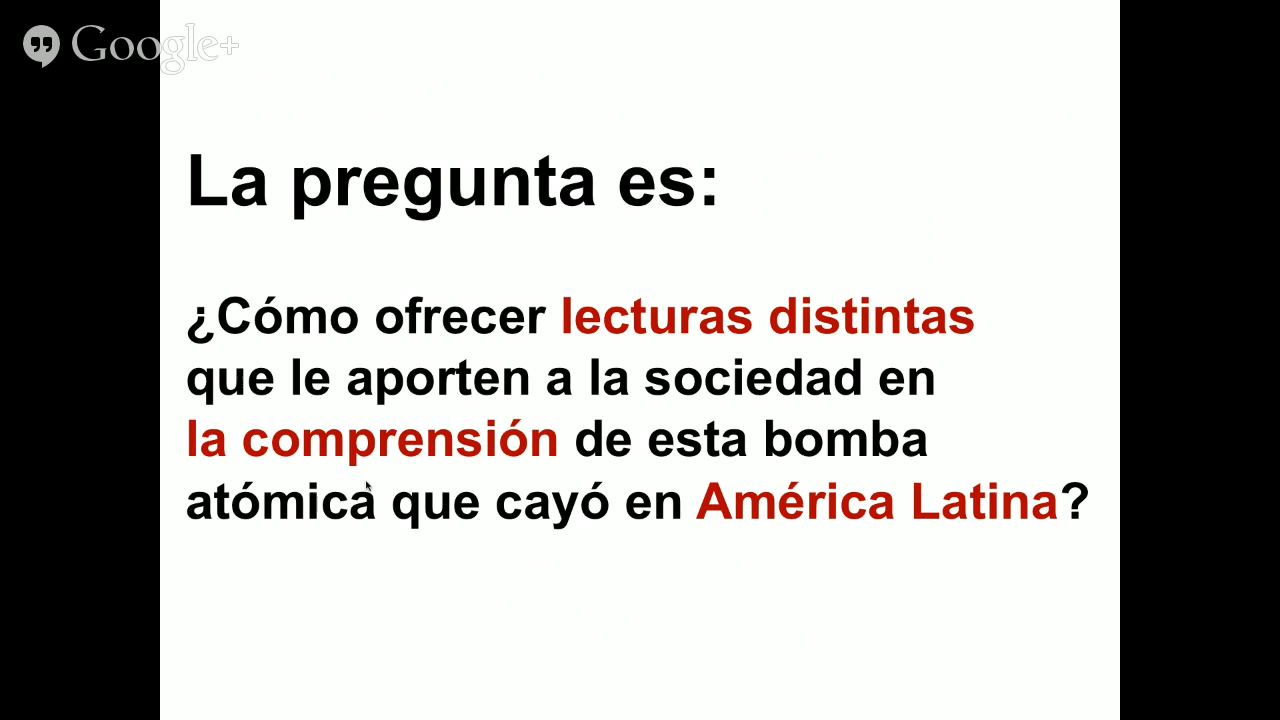 Google+
La pregunta es:
¿Cómo ofrecer lecturas distintas
que le aporten a la sociedad en
la comprensión de esta bomba
atómica que cayó en América Latina?